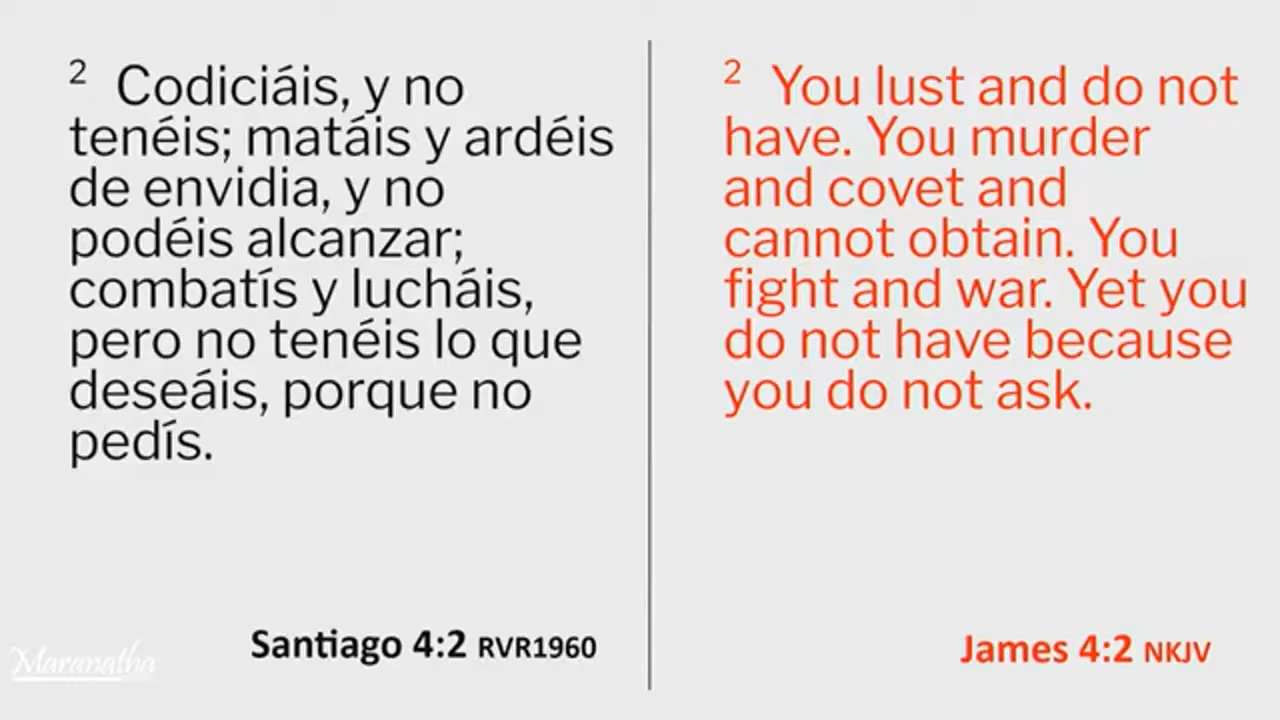 2 Codiciáis, y no
tenéis; matáis y ardéis
de envidia, y no
podéis alcanzar;
combatís y lucháis,
pero no tenéis lo que
deseáis, porque no
pedís.
Santiago 4:2 RVR1960
2 You lust and do not
have. You murder
and covet and
cannot obtain. You
fight and war. Yet you
do not have because
you do not ask.
James 4:2 NKJV
Maranatha